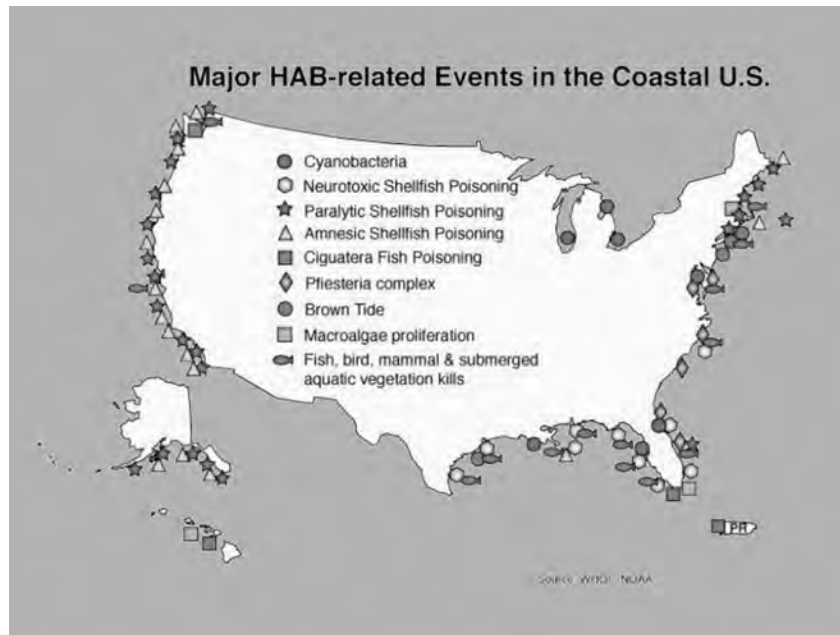 Major HAB-related Events in the Coastal U.S.
Cyanobacteria
Neurotoxic Shellfish Poisoning
Paralytic Shellfish Poisoning
Amnesic Shellfish Poisoning
Ciguatera Fish Poisoning
Pfiesteria complex
Brown Tide
Macroalgae proliferation
Fish, bird, mammal & submerged
aquatic vegetation kills
PR
Source: WHOI NOAA